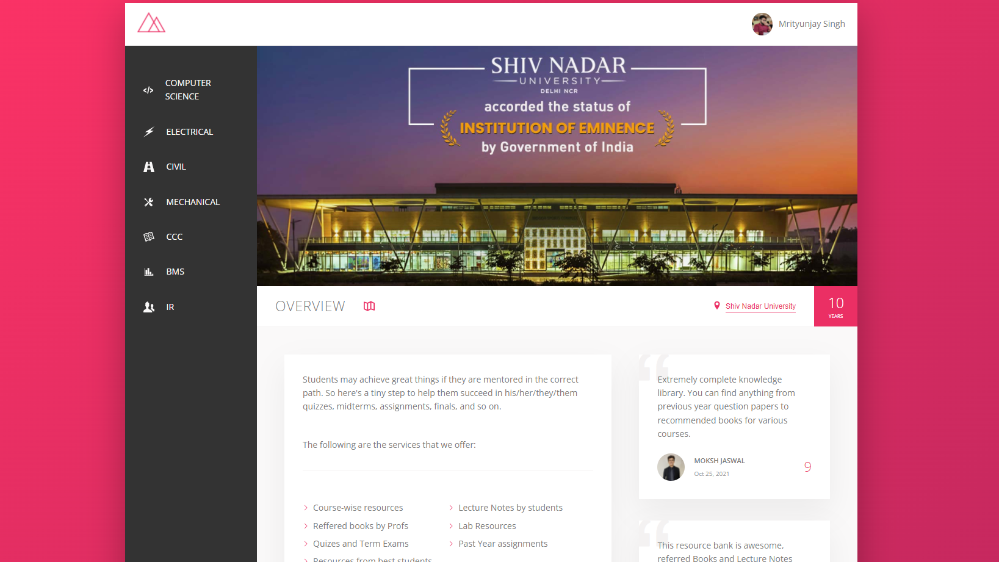 Mrityunjay Singh
COMPUTER
SCIENCE
ELECTRICAL
CIVIL
MECHANICAL
CCC
BMS
IR
SHIV NADAR
UNIVERSITY
DELHI NCR
accorded the status of
INSTITUTION OF EMINENCE
by Government of India
OVERVIEW
Shiv Nadar University
10
YEARS
Students may achieve great things if they are mentored in the correct
path. So here's a tiny step to help them succeed in his/her/they/them
quizzes, midterms, assignments, finals, and so on.
The following are the services that we offer:
Course-wise resources
Reffered books by Profs
Quizes and Term Exams
Resources from best students
Lecture Notes by students
Lab Resources
Past Year assignments
Extremely complete knowledge
library. You can find anything from
previous year question papers to
recommended books for various
courses.
MOKSH JASWAL
Oct 25, 2021
9
This resource bank is awesome,
referred Books and Lecture Notes